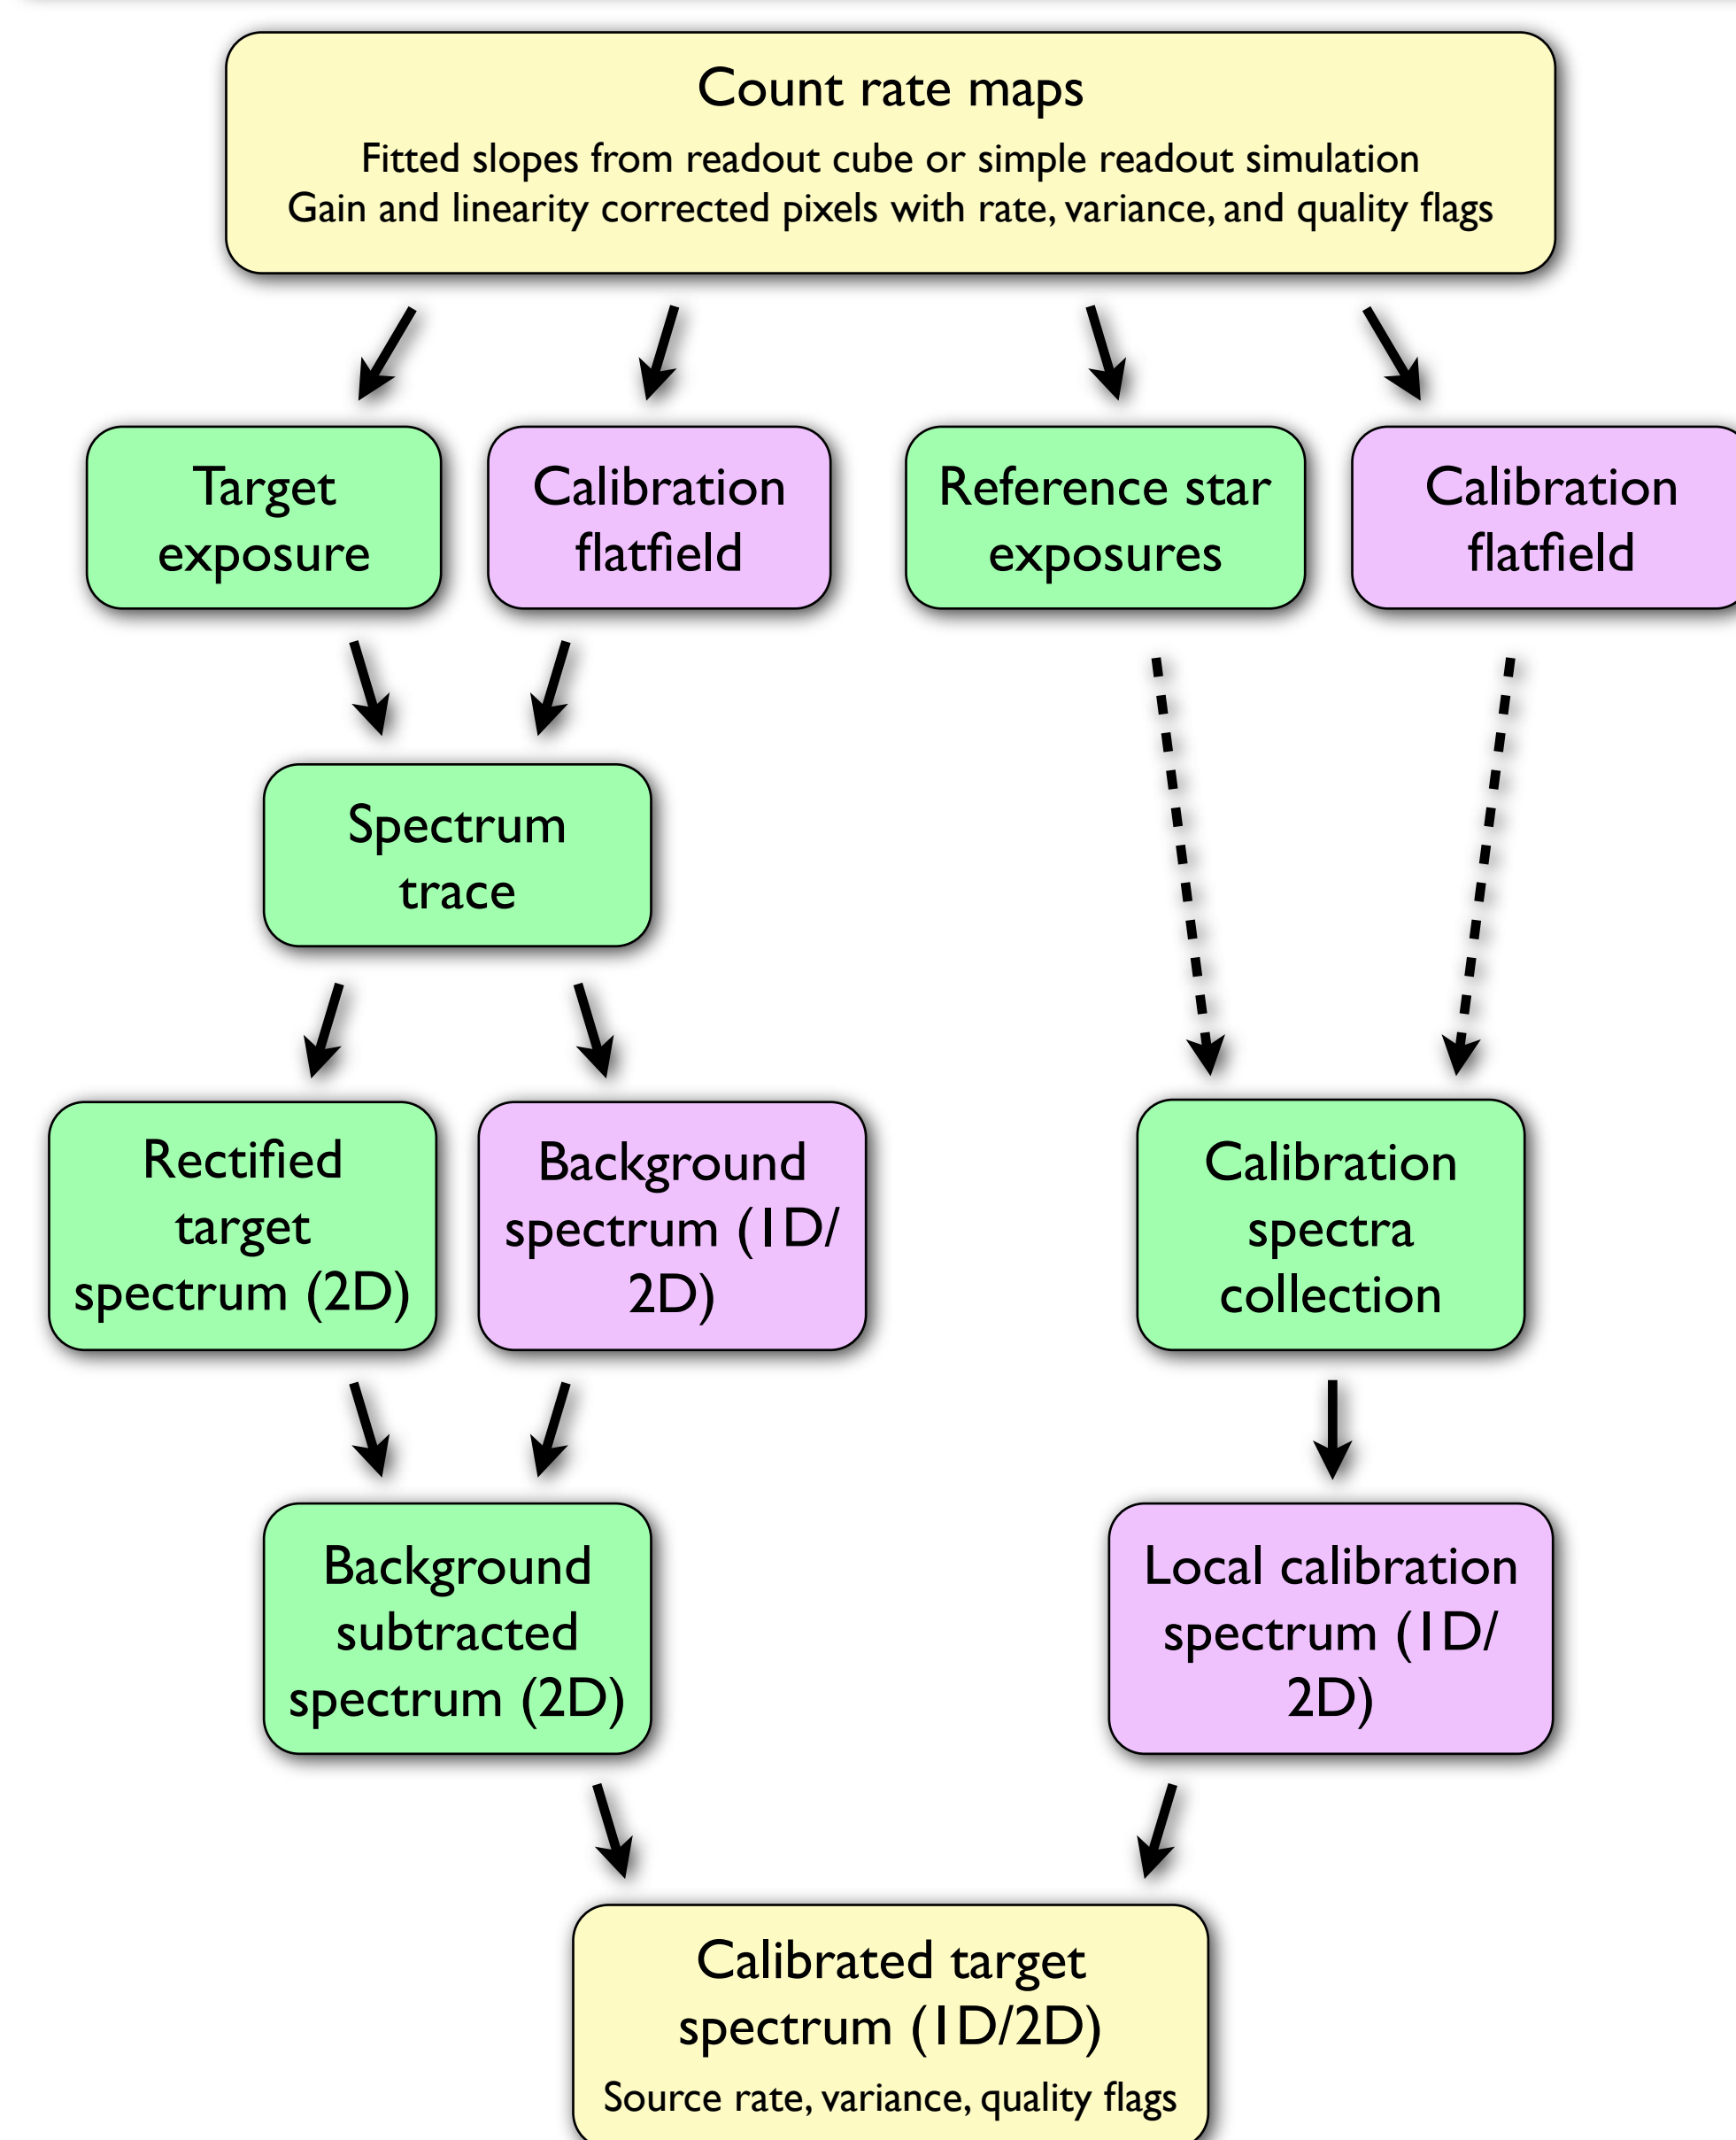 Count rate maps
Fitted slopes from readout cube or simple readout simulation
Gain and linearity corrected pixels with rate, variance, and quality flags
Target
exposure
Calibration
flatfield
Reference star
exposures
Calibration
flatfield
Spectrum
trace
Rectified
target
spectrum (2D)
Background
spectrum (1D/
2D)
Calibration
spectra
collection
Background
subtracted
spectrum (2D)
Local calibration
spectrum (1D/
2D)
Calibrated target
spectrum (1D/2D)
Source rate, variance, quality flags